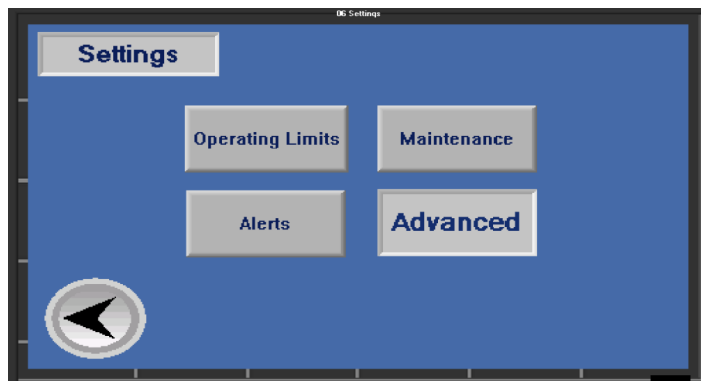 06 Settings
Settings
Operating Limits
Maintenance
Alerts
Advanced